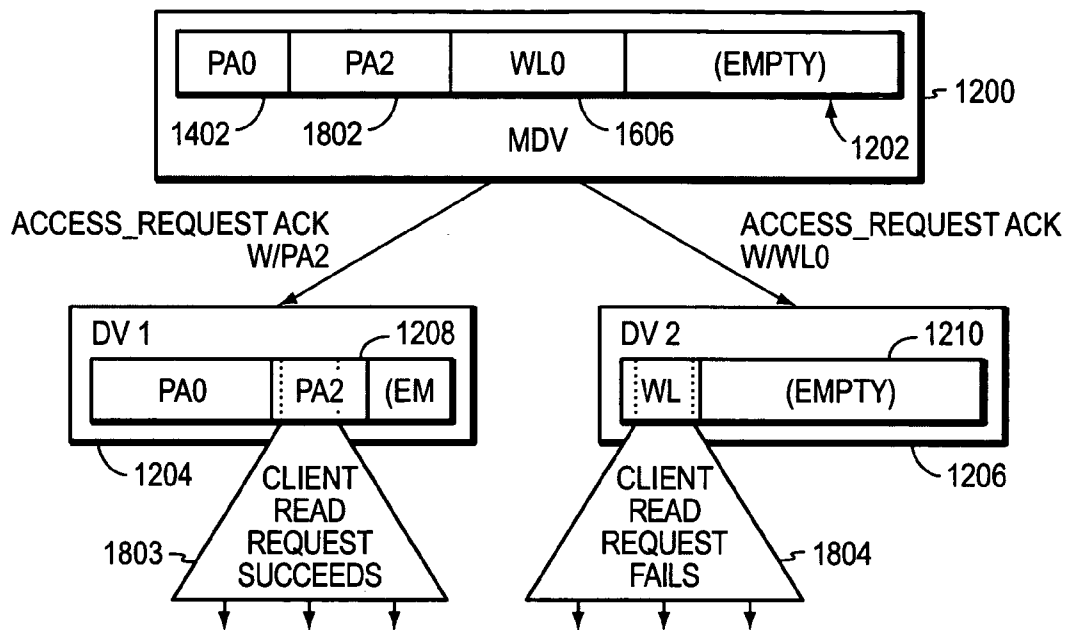 PA0 PA2 WL0 (EMPTY)
1200
1402 1802 1606 1202
MDV
ACCESS_REQUEST ACK
W/PA2
ACCESS_REQUEST ACK
W/WL0
DV 1 1208
PA0 PA2 (EM
1204
DV 2 1210
WL (EMPTY)
1206
CLIENT
READ
REQUEST
SUCCEEDS
1803
CLIENT
READ
REQUEST
FAILS
1804